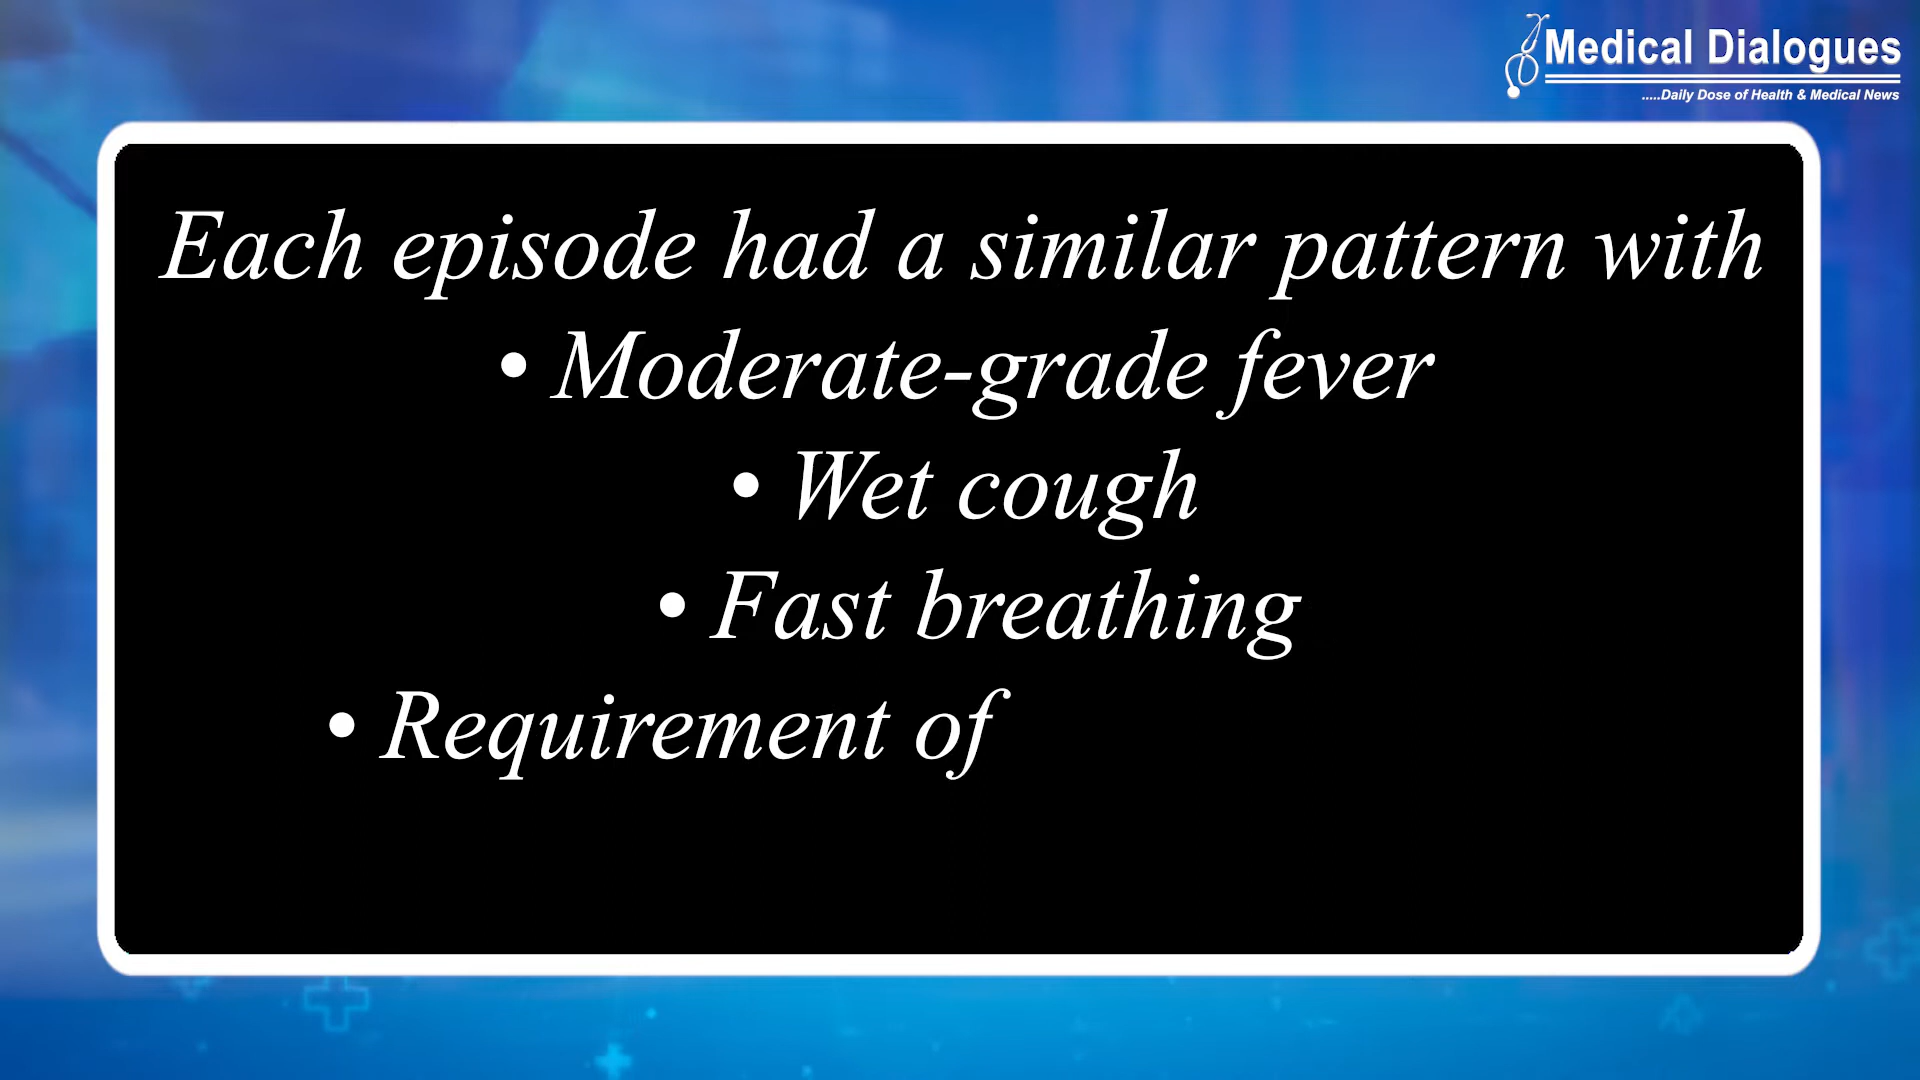 Medical Dialogues
.....Daily Dose of Health & Medical News
Each episode had a similar pattern with
• Moderate-grade fever
• Wet cough
• Fast breathing
• Requirement of